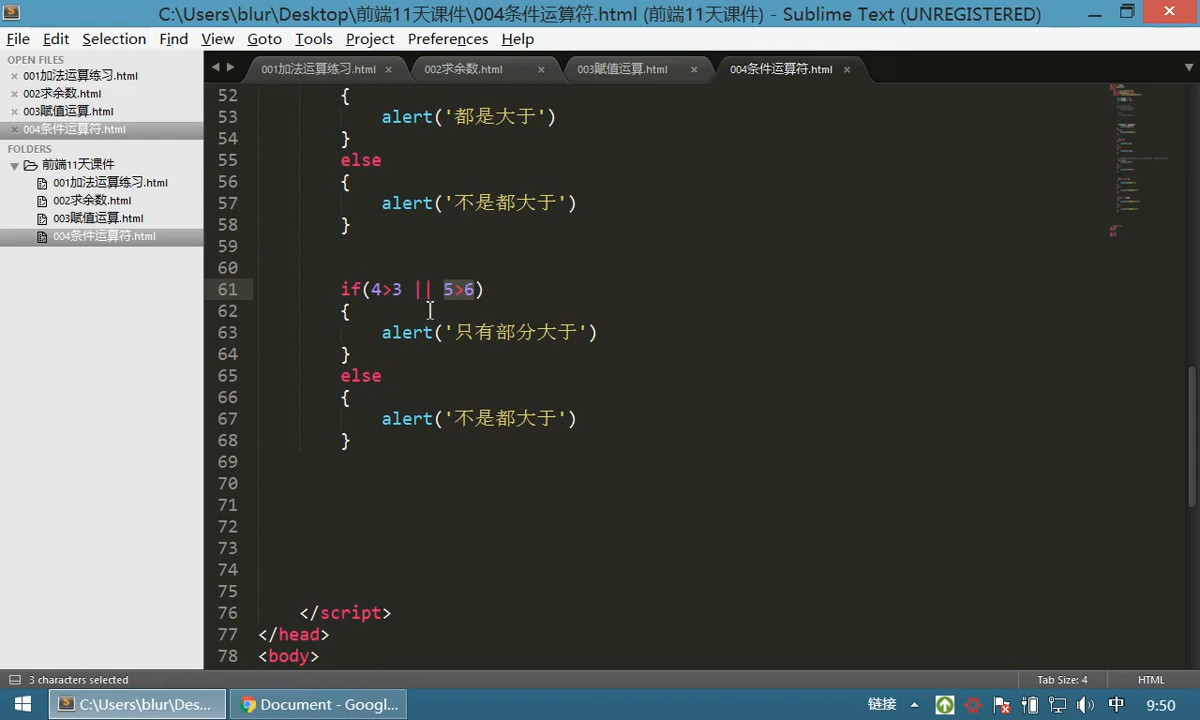 C:\Users\blur\Desktop\前端11天课件\004条件运算符.html (前端11天课件) - Sublime Text (UNREGISTERED)
File Edit Selection Find View Goto Tools Project Preferences Help
OPEN FILES
001加法运算练习.html
002求余数.html
003赋值运算.html
004条件运算符.html
FOLDERS
前端11天课件
001加法运算练习.html
002求余数.html
003赋值运算.html
004条件运算符.html
001加法运算练习.html 002求余数.html 003赋值运算.html 004条件运算符.html
52 {
53 alert('都是大于')
54 }
55 else
56 {
57 alert('不是都大于')
58 }
59
60
61 if(4>3 || 5>6)
62 {
63 alert('只有部分大于')
64 }
65 else
66 {
67 alert('不是都大于')
68 }
69
70
71
72
73
74
75
76 </script>
77 </head>
78 <body>
3 characters selected Tab Size: 4 HTML
C:\Users\blur\Des... Document - Googl... 链接 中 9:50